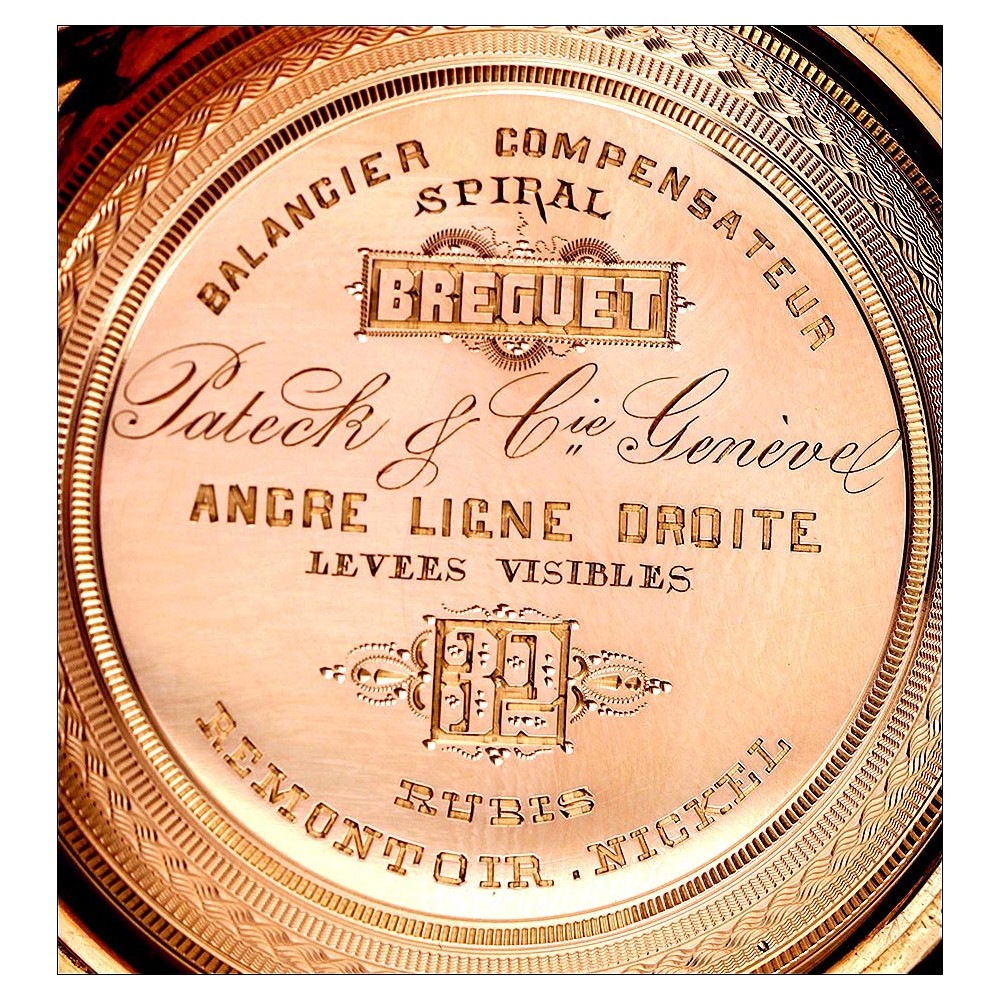 BALANCIER COMPENSATEUR
SPIRAL
BREGUET
Pateck & Cie Genève
ANCRE LIGNE DROITE
LEVEES VISIBLES
RUBIS
REMONTOIR . NICKEL